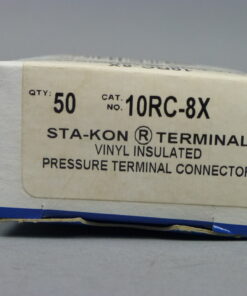 QTY: 50 CAT. NO. 10RC-8X
STA-KON ® TERMINAL
VINYL INSULATED
PRESSURE TERMINAL CONNECTOR